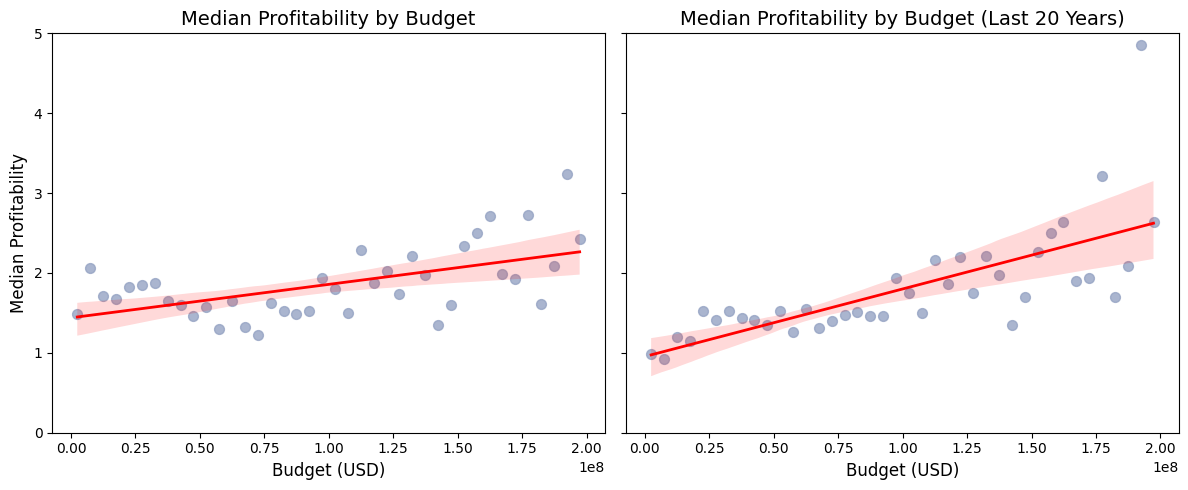 Median Profitability by Budget
Median Profitability by Budget (Last 20 Years)
Median Profitability
5
4
3
2
1
0
0.00 0.25 0.50 0.75 1.00 1.25 1.50 1.75 2.00
1e8
Budget (USD)
0.00 0.25 0.50 0.75 1.00 1.25 1.50 1.75 2.00
1e8
Budget (USD)